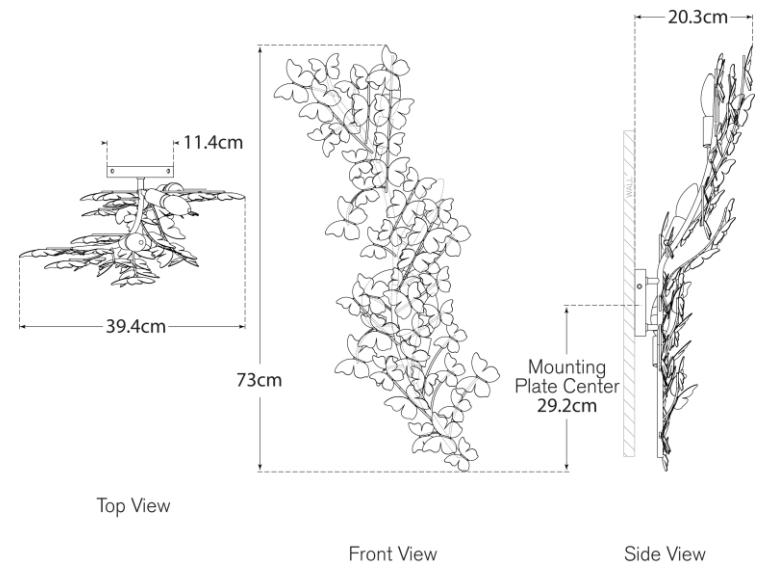 20.3cm
11.4cm
WALL
39.4cm
73cm
Mounting
Plate Center
29.2cm
Top View
Front View
Side View